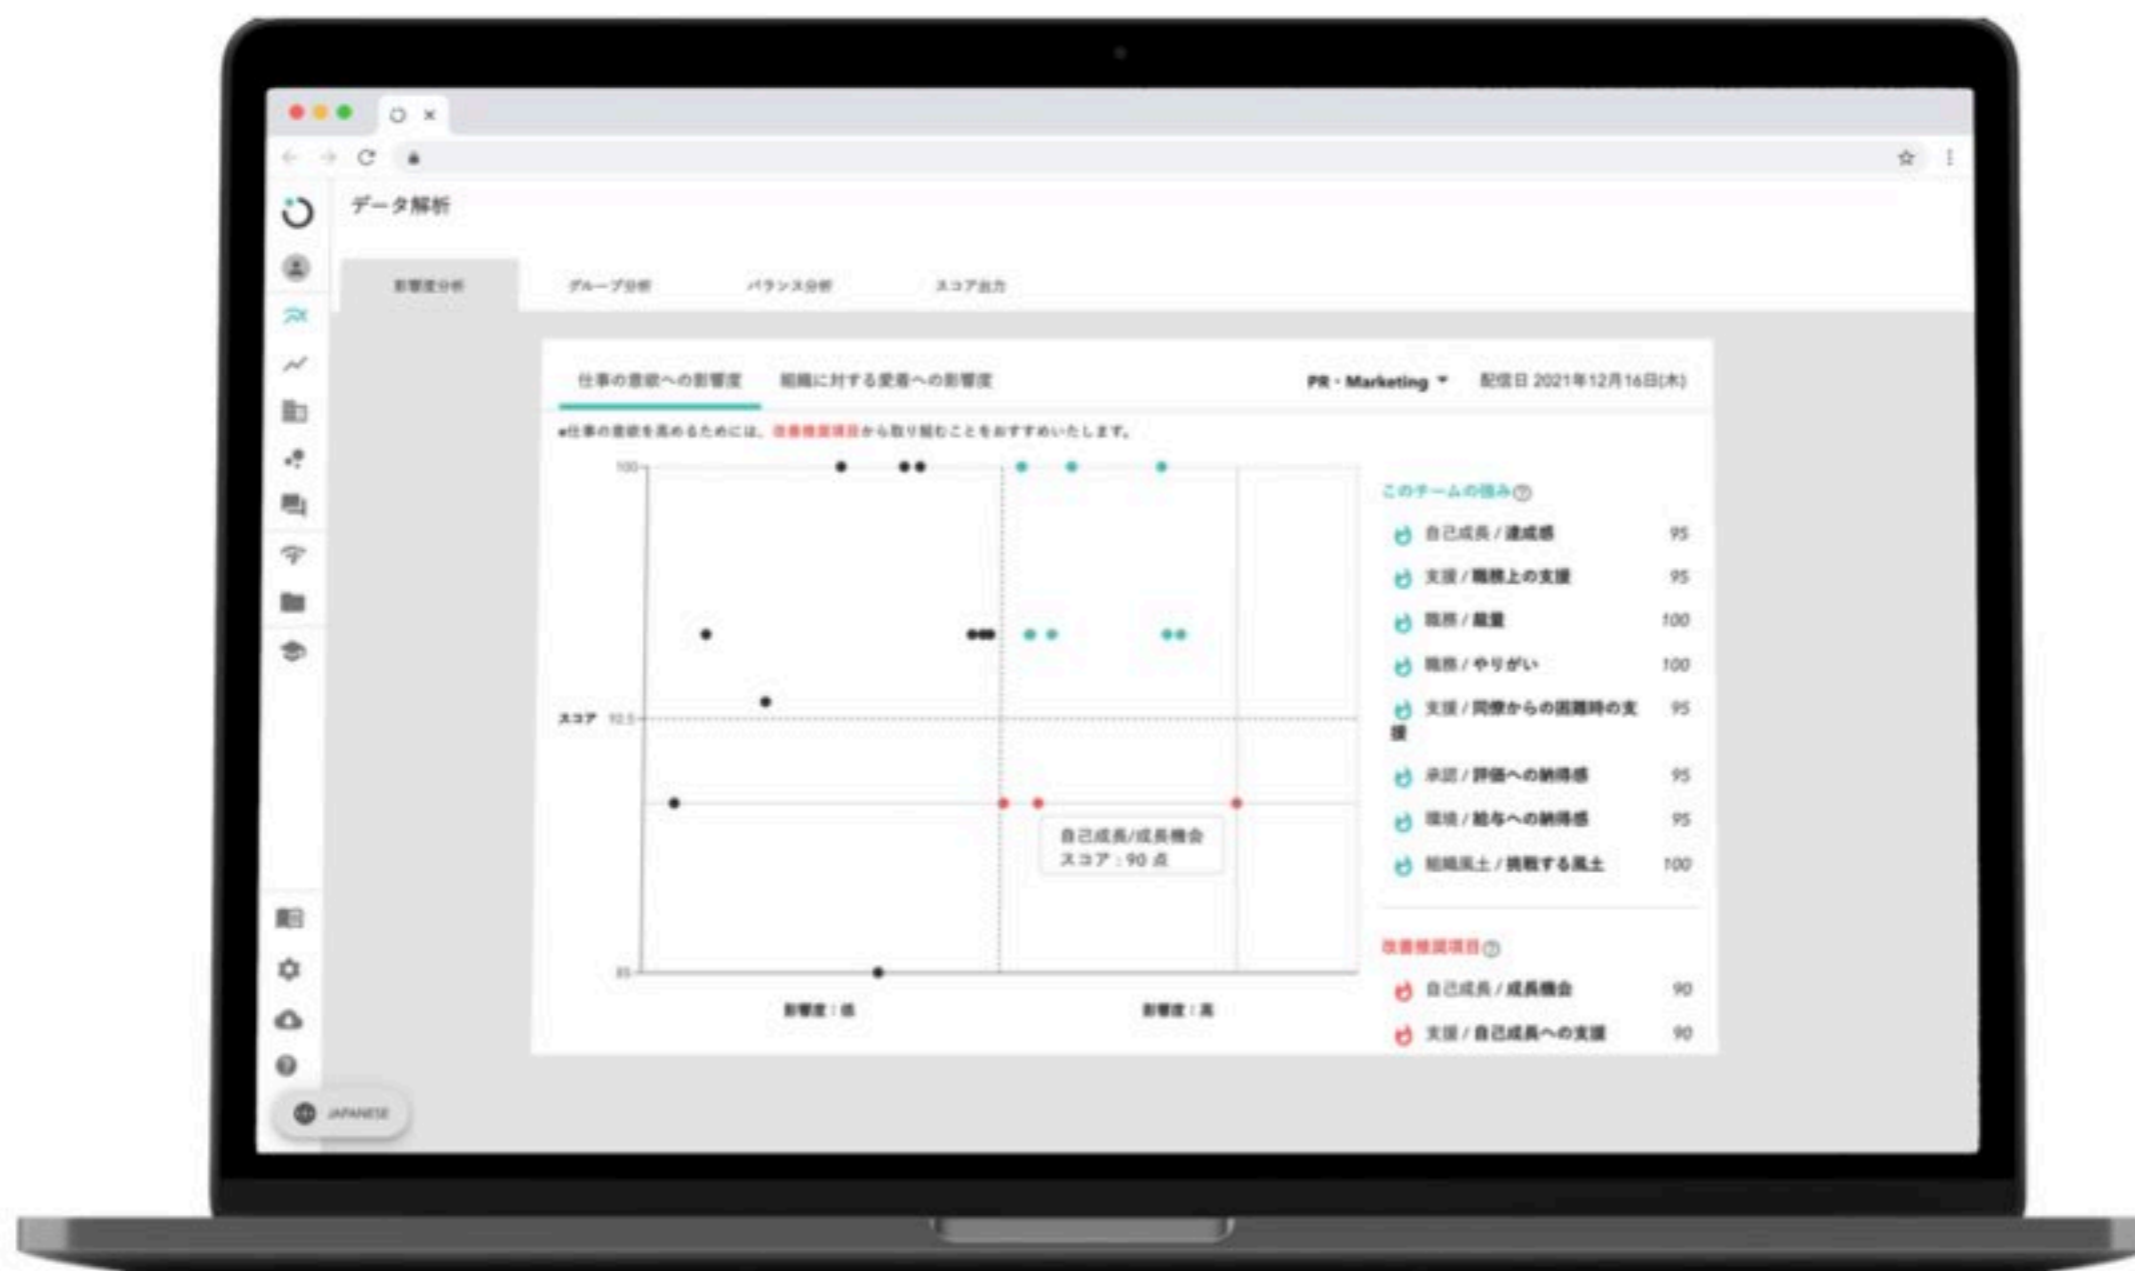 データ解析
影響度分析 グループ分析 バランス分析 スコア出力
仕事の意欲への影響度 組織に対する愛着への影響度 PR・Marketing 配信日 2021年12月16日(木)
※仕事の意欲を高めるためには、改善推奨項目から取り組むことをおすすめいたします。
100
スコア 92.5
85
自己成長/成長機会
スコア : 90 点
影響度：低 影響度：高
このチームの強み
自己成長 / 達成感 95
支援 / 職務上の支援 95
職務 / 裁量 100
職務 / やりがい 100
支援 / 同僚からの困難時の支 95
援
承認 / 評価への納得感 95
環境 / 給与への納得感 95
組織風土 / 挑戦する風土 100
改善推奨項目
自己成長 / 成長機会 90
支援 / 自己成長への支援 90
JAPANESE